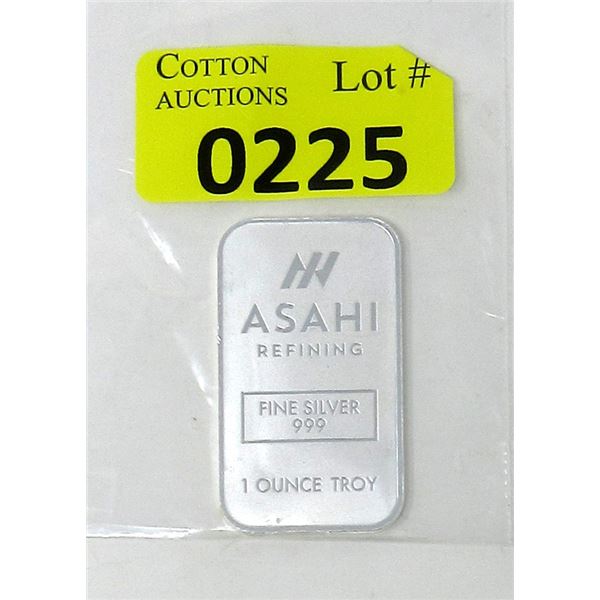 COTTON
AUCTIONS
Lot #
0225
ASAHI
REFINING
FINE SILVER
999
1 OUNCE TROY